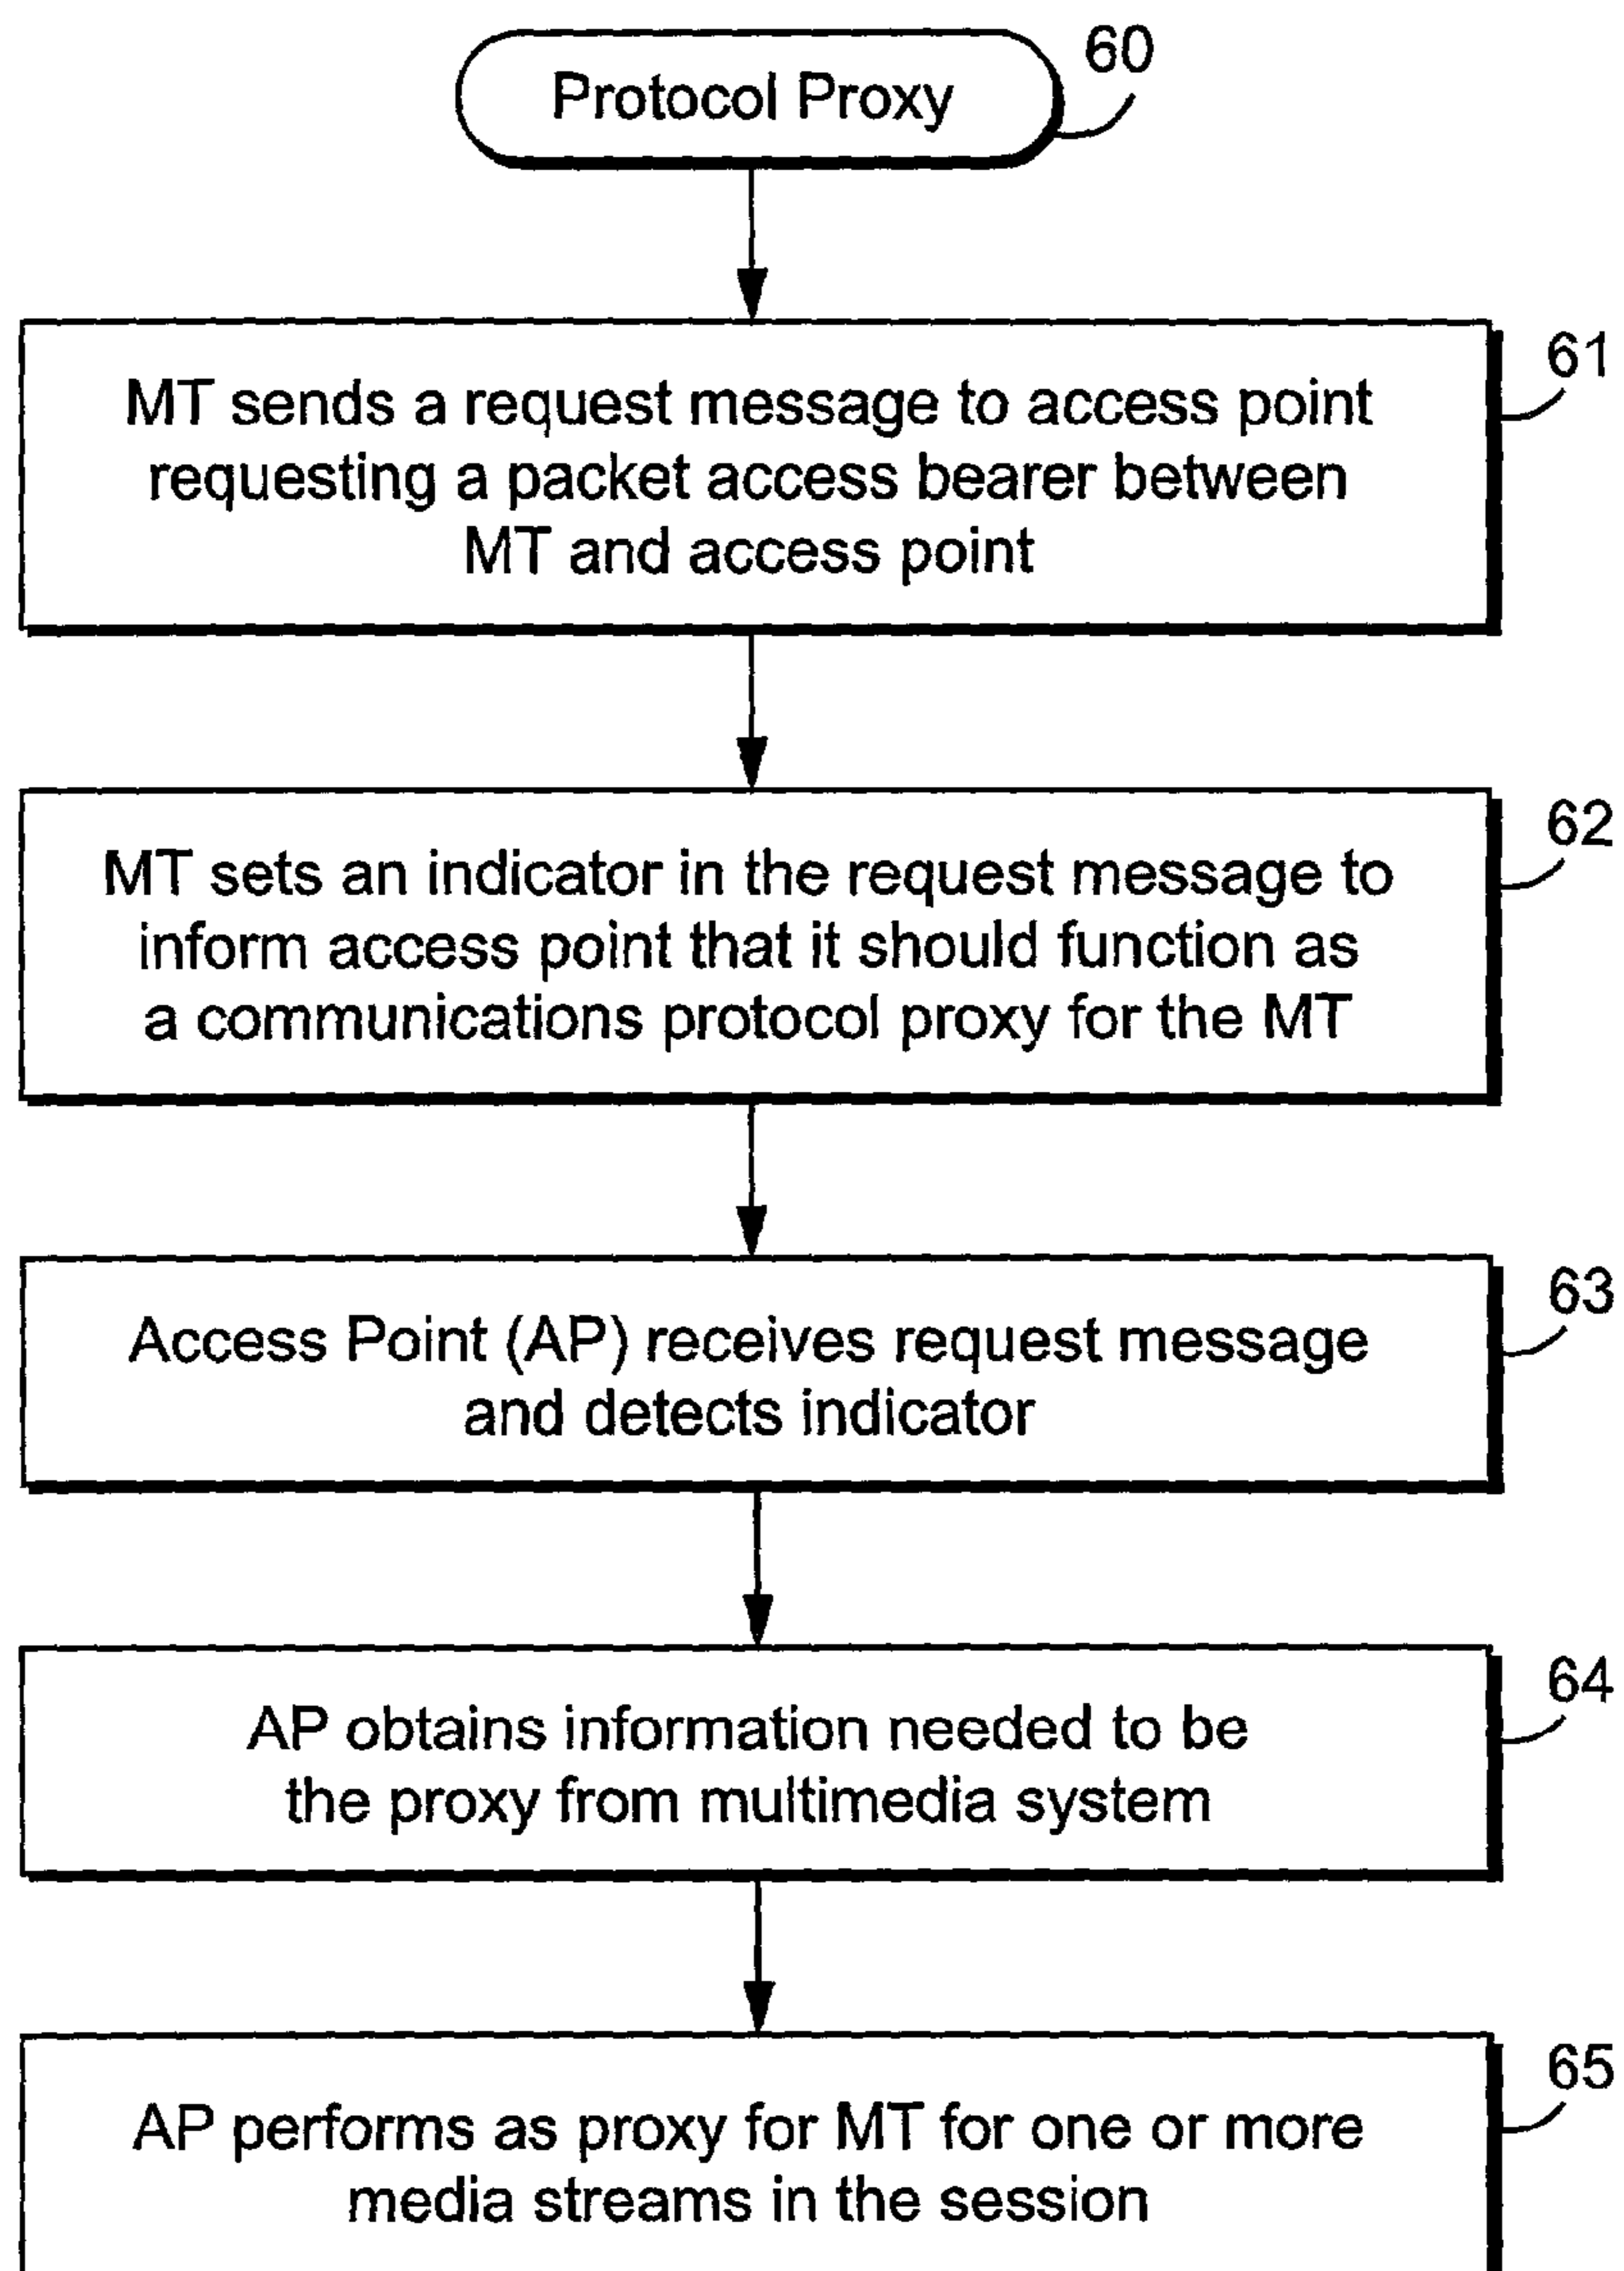 60
Protocol Proxy
61
MT sends a request message to access point
requesting a packet access bearer between
MT and access point
62
MT sets an indicator in the request message to
inform access point that it should function as
a communications protocol proxy for the MT
63
Access Point (AP) receives request message
and detects indicator
64
AP obtains information needed to be
the proxy from multimedia system
65
AP performs as proxy for MT for one or more
media streams in the session